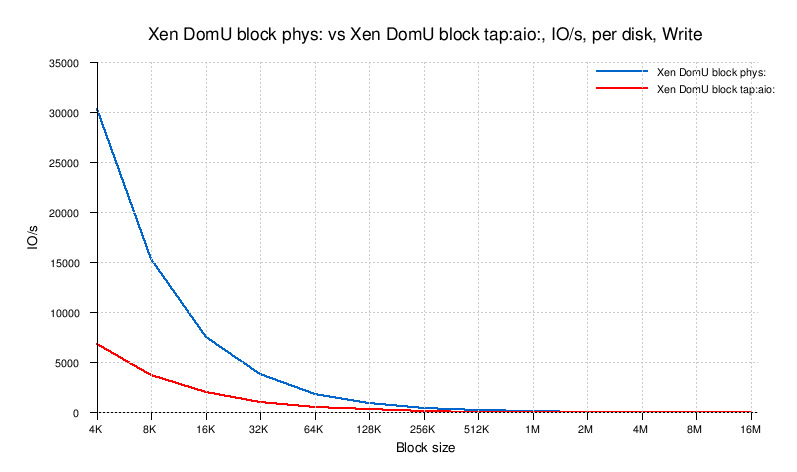 Xen DomU block phys: vs Xen DomU block tap:aio:, IO/s, per disk, Write
Xen DomU block phys:
Xen DomU block tap:aio:
IO/s
35000
30000
25000
20000
15000
10000
5000
0
4K 8K 16K 32K 64K 128K 256K 512K 1M 2M 4M 8M 16M
Block size